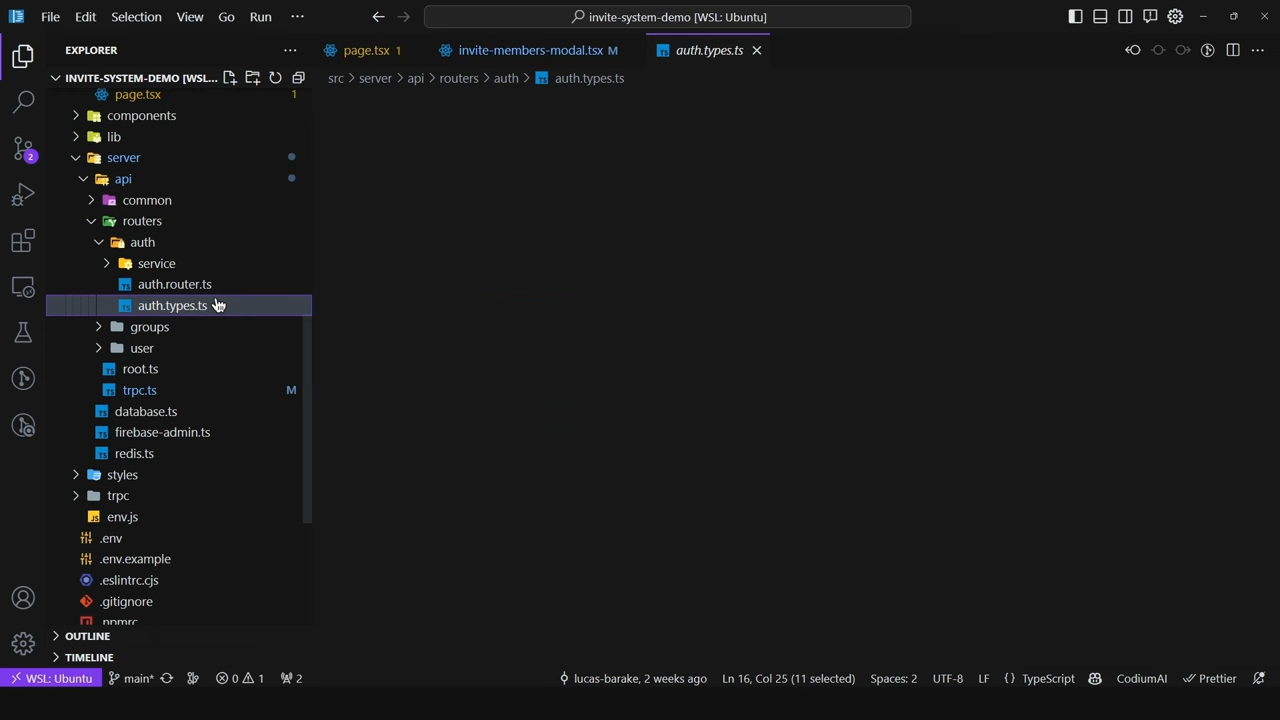 File Edit Selection View Go Run ···
invite-system-demo [WSL: Ubuntu]
EXPLORER
page.tsx 1
invite-members-modal.tsx M
auth.types.ts
INVITE-SYSTEM-DEMO [WSL...
src > server > api > routers > auth > auth.types.ts
page.tsx 1
components
lib
server
api
common
routers
auth
service
auth.router.ts
auth.types.ts
groups
user
root.ts
trpc.ts M
database.ts
firebase-admin.ts
redis.ts
styles
trpc
env.js
.env
.env.example
.eslintrc.cjs
.gitignore
.npmrc
OUTLINE
TIMELINE
2
WSL: Ubuntu main* 0 1 2 lucas-barake, 2 weeks ago Ln 16, Col 25 (11 selected) Spaces: 2 UTF-8 LF {} TypeScript CodiumAI Prettier